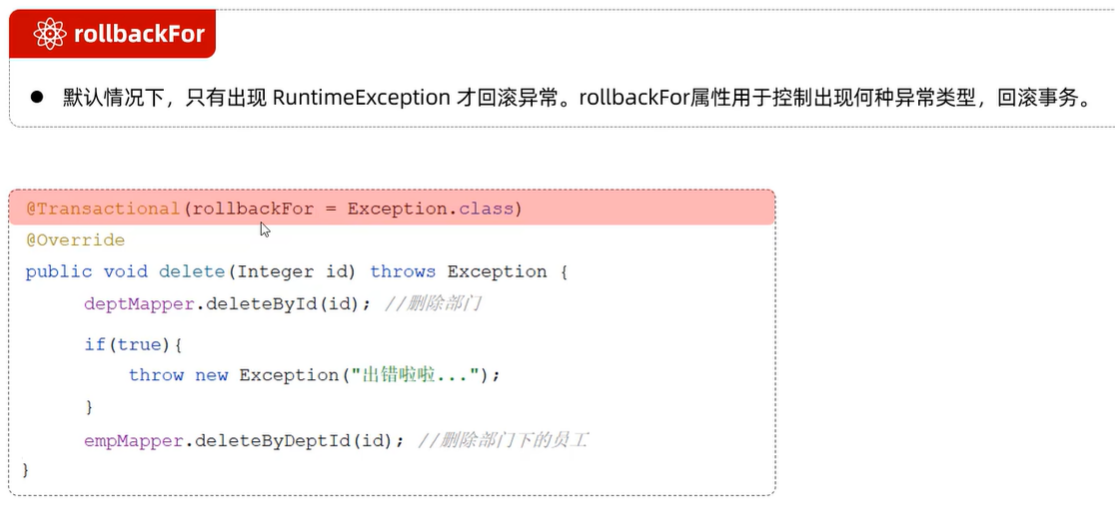 rollbackFor
● 默认情况下，只有出现 RuntimeException 才回滚异常。rollbackFor属性用于控制出现何种异常类型，回滚事务。
@Transactional(rollbackFor = Exception.class)
@Override
public void delete(Integer id) throws Exception {
deptMapper.deleteById(id); //删除部门
if(true){
throw new Exception("出错啦啦...");
}
empMapper.deleteByDeptId(id); //删除部门下的员工
}